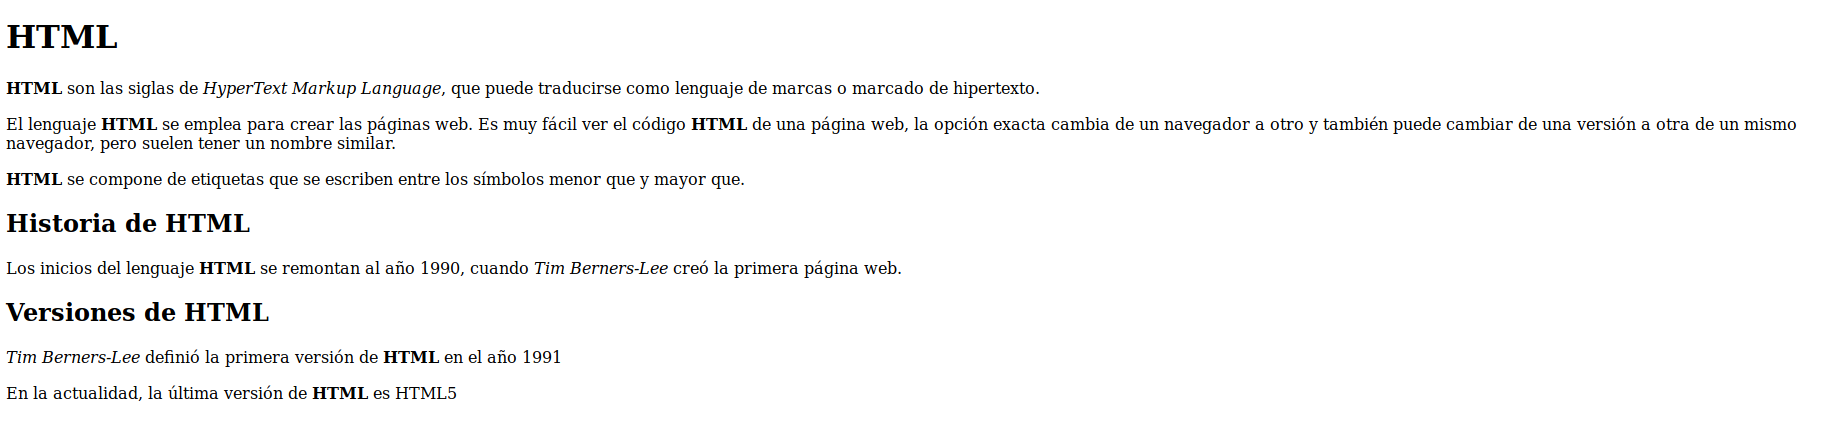 HTML
HTML son las siglas de HyperText Markup Language, que puede traducirse como lenguaje de marcas o marcado de hipertexto.
El lenguaje HTML se emplea para crear las páginas web. Es muy fácil ver el código HTML de una página web, la opción exacta cambia de un navegador a otro y también puede cambiar de una versión a otra de un mismo
navegador, pero suelen tener un nombre similar.
HTML se compone de etiquetas que se escriben entre los símbolos menor que y mayor que.
Historia de HTML
Los inicios del lenguaje HTML se remontan al año 1990, cuando Tim Berners-Lee creó la primera página web.
Versiones de HTML
Tim Berners-Lee definió la primera versión de HTML en el año 1991
En la actualidad, la última versión de HTML es HTML5